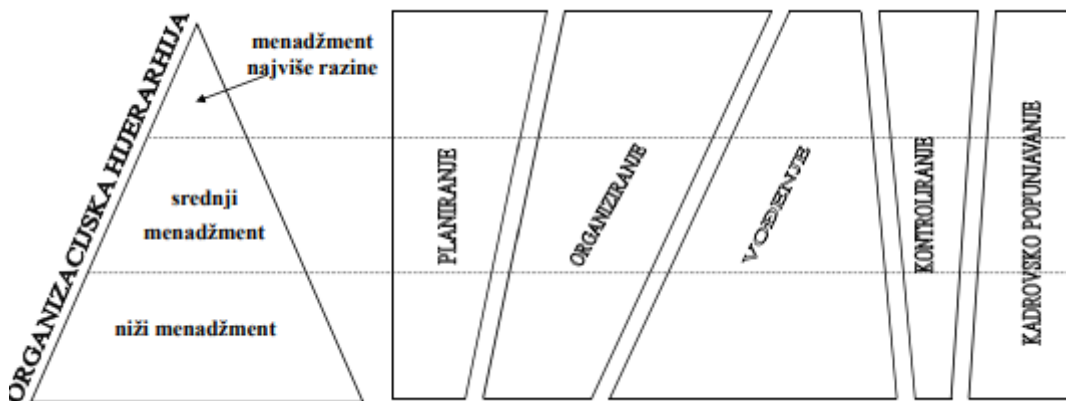 ORGANIZACIJSKA HIJERARHIJA
menadžment
najviše razine
srednji
menadžment
niži menadžment
PLANIRANJE
ORGANIZIRANJE
VOĐENJE
KONTROLIRANJE
KADROVSKO POPUNJAVANJE